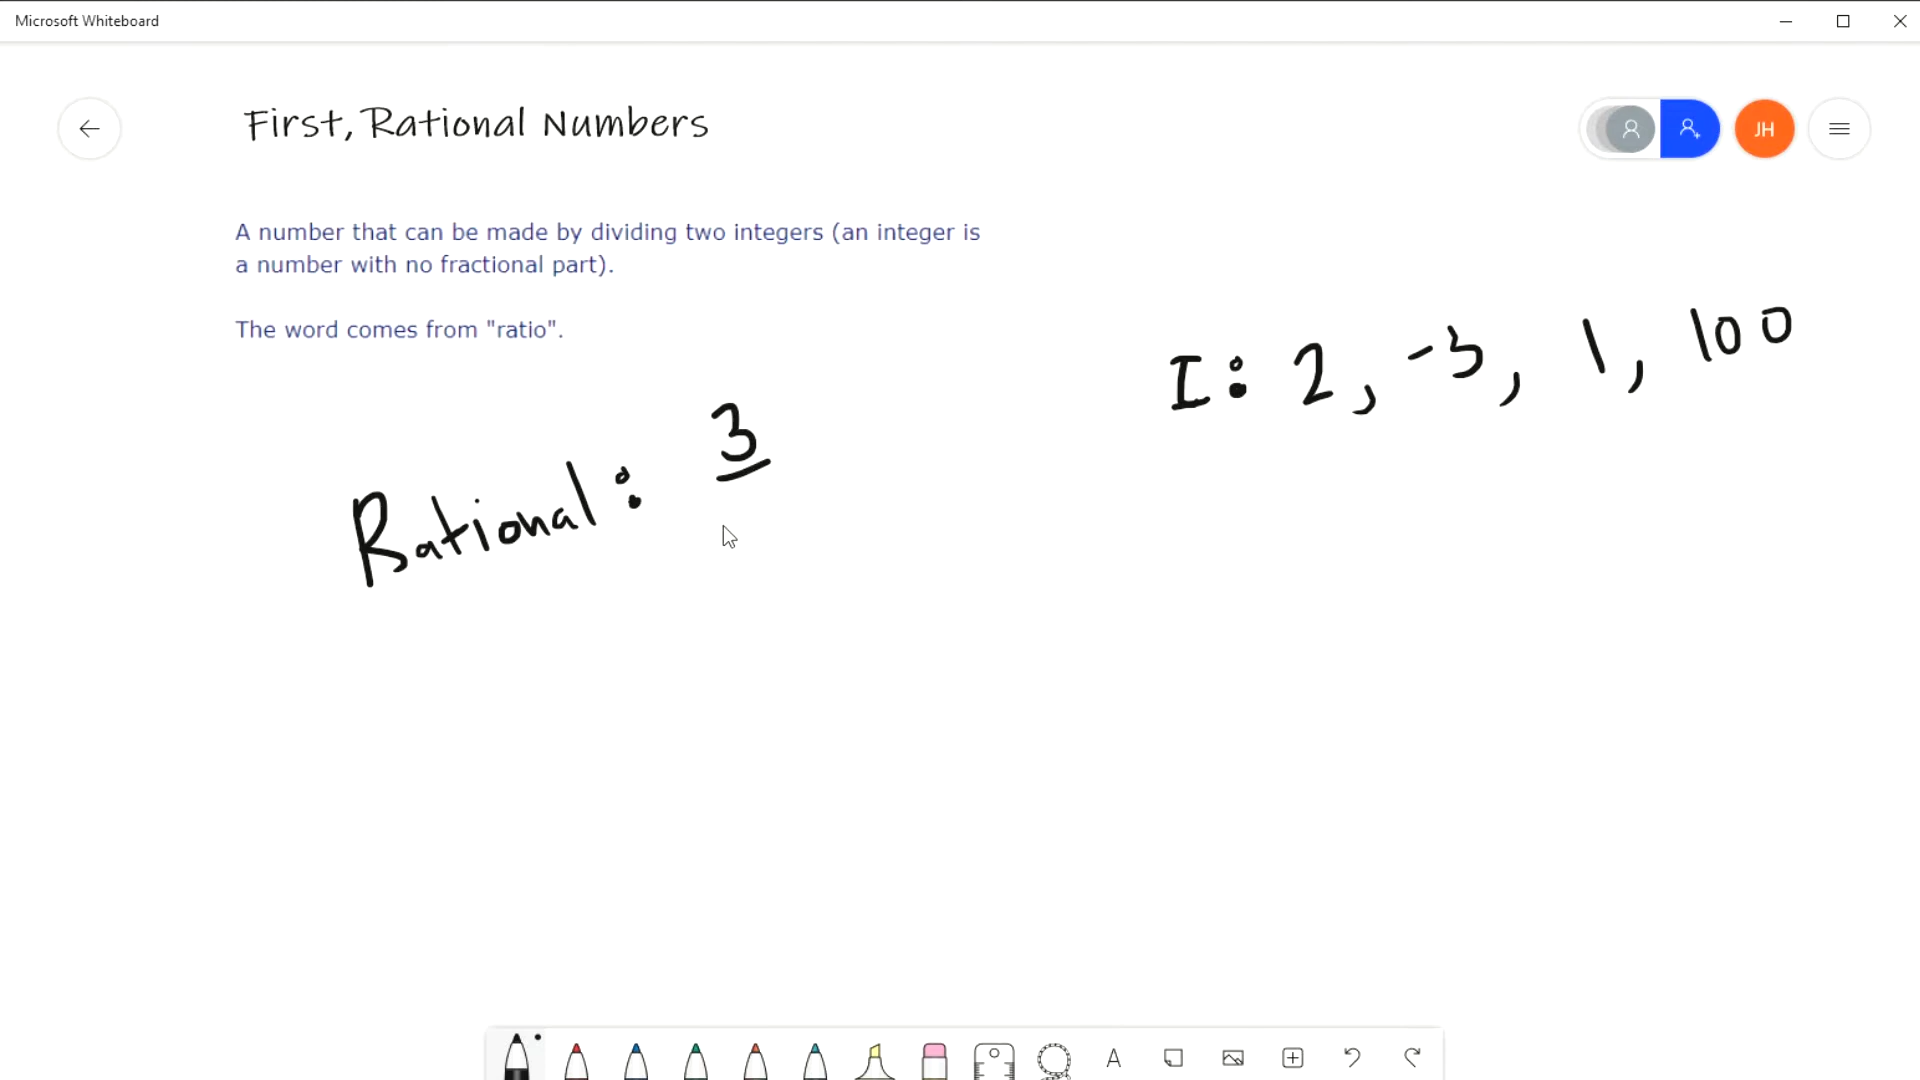 Microsoft Whiteboard
First, Rational Numbers
JH
A number that can be made by dividing two integers (an integer is
a number with no fractional part).
The word comes from "ratio".
I: 2, -3, 1, 100
Rational: 3
A